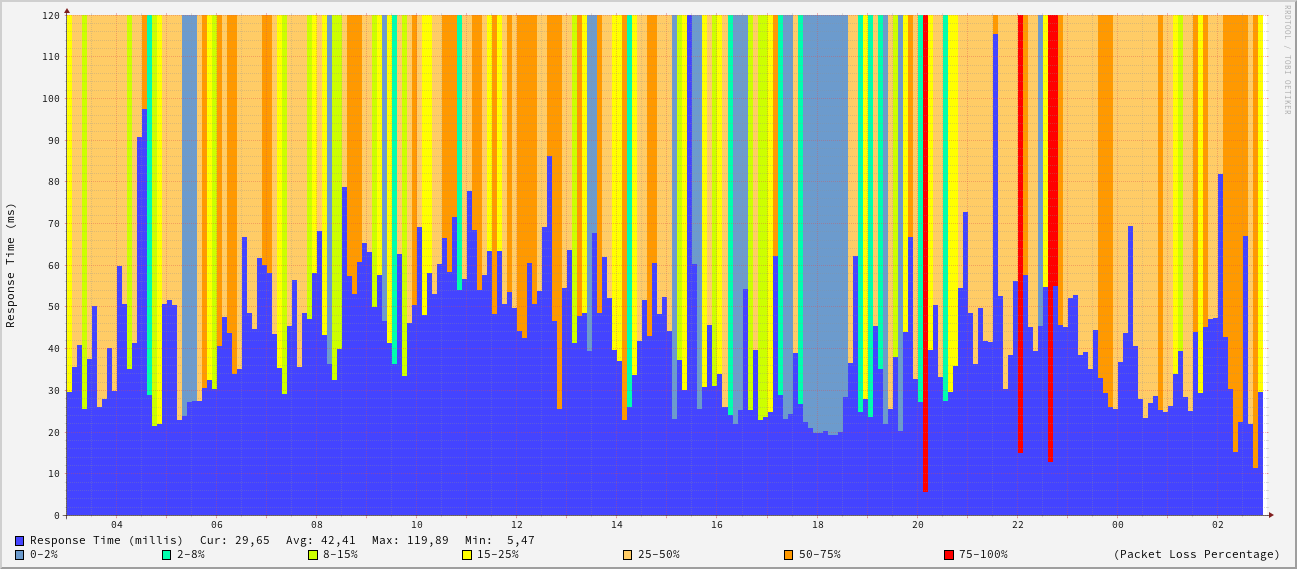 RRDTOOL / TOBI OETIKER
Response Time (ms)
120
110
100
90
80
70
60
50
40
30
20
10
0
04 06 08 10 12 14 16 18 20 22 00 02
Response Time (millis) Cur: 29,65 Avg: 42,41 Max: 119,89 Min: 5,47
0-2% 2-8% 8-15% 15-25% 25-50% 50-75% 75-100% (Packet Loss Percentage)